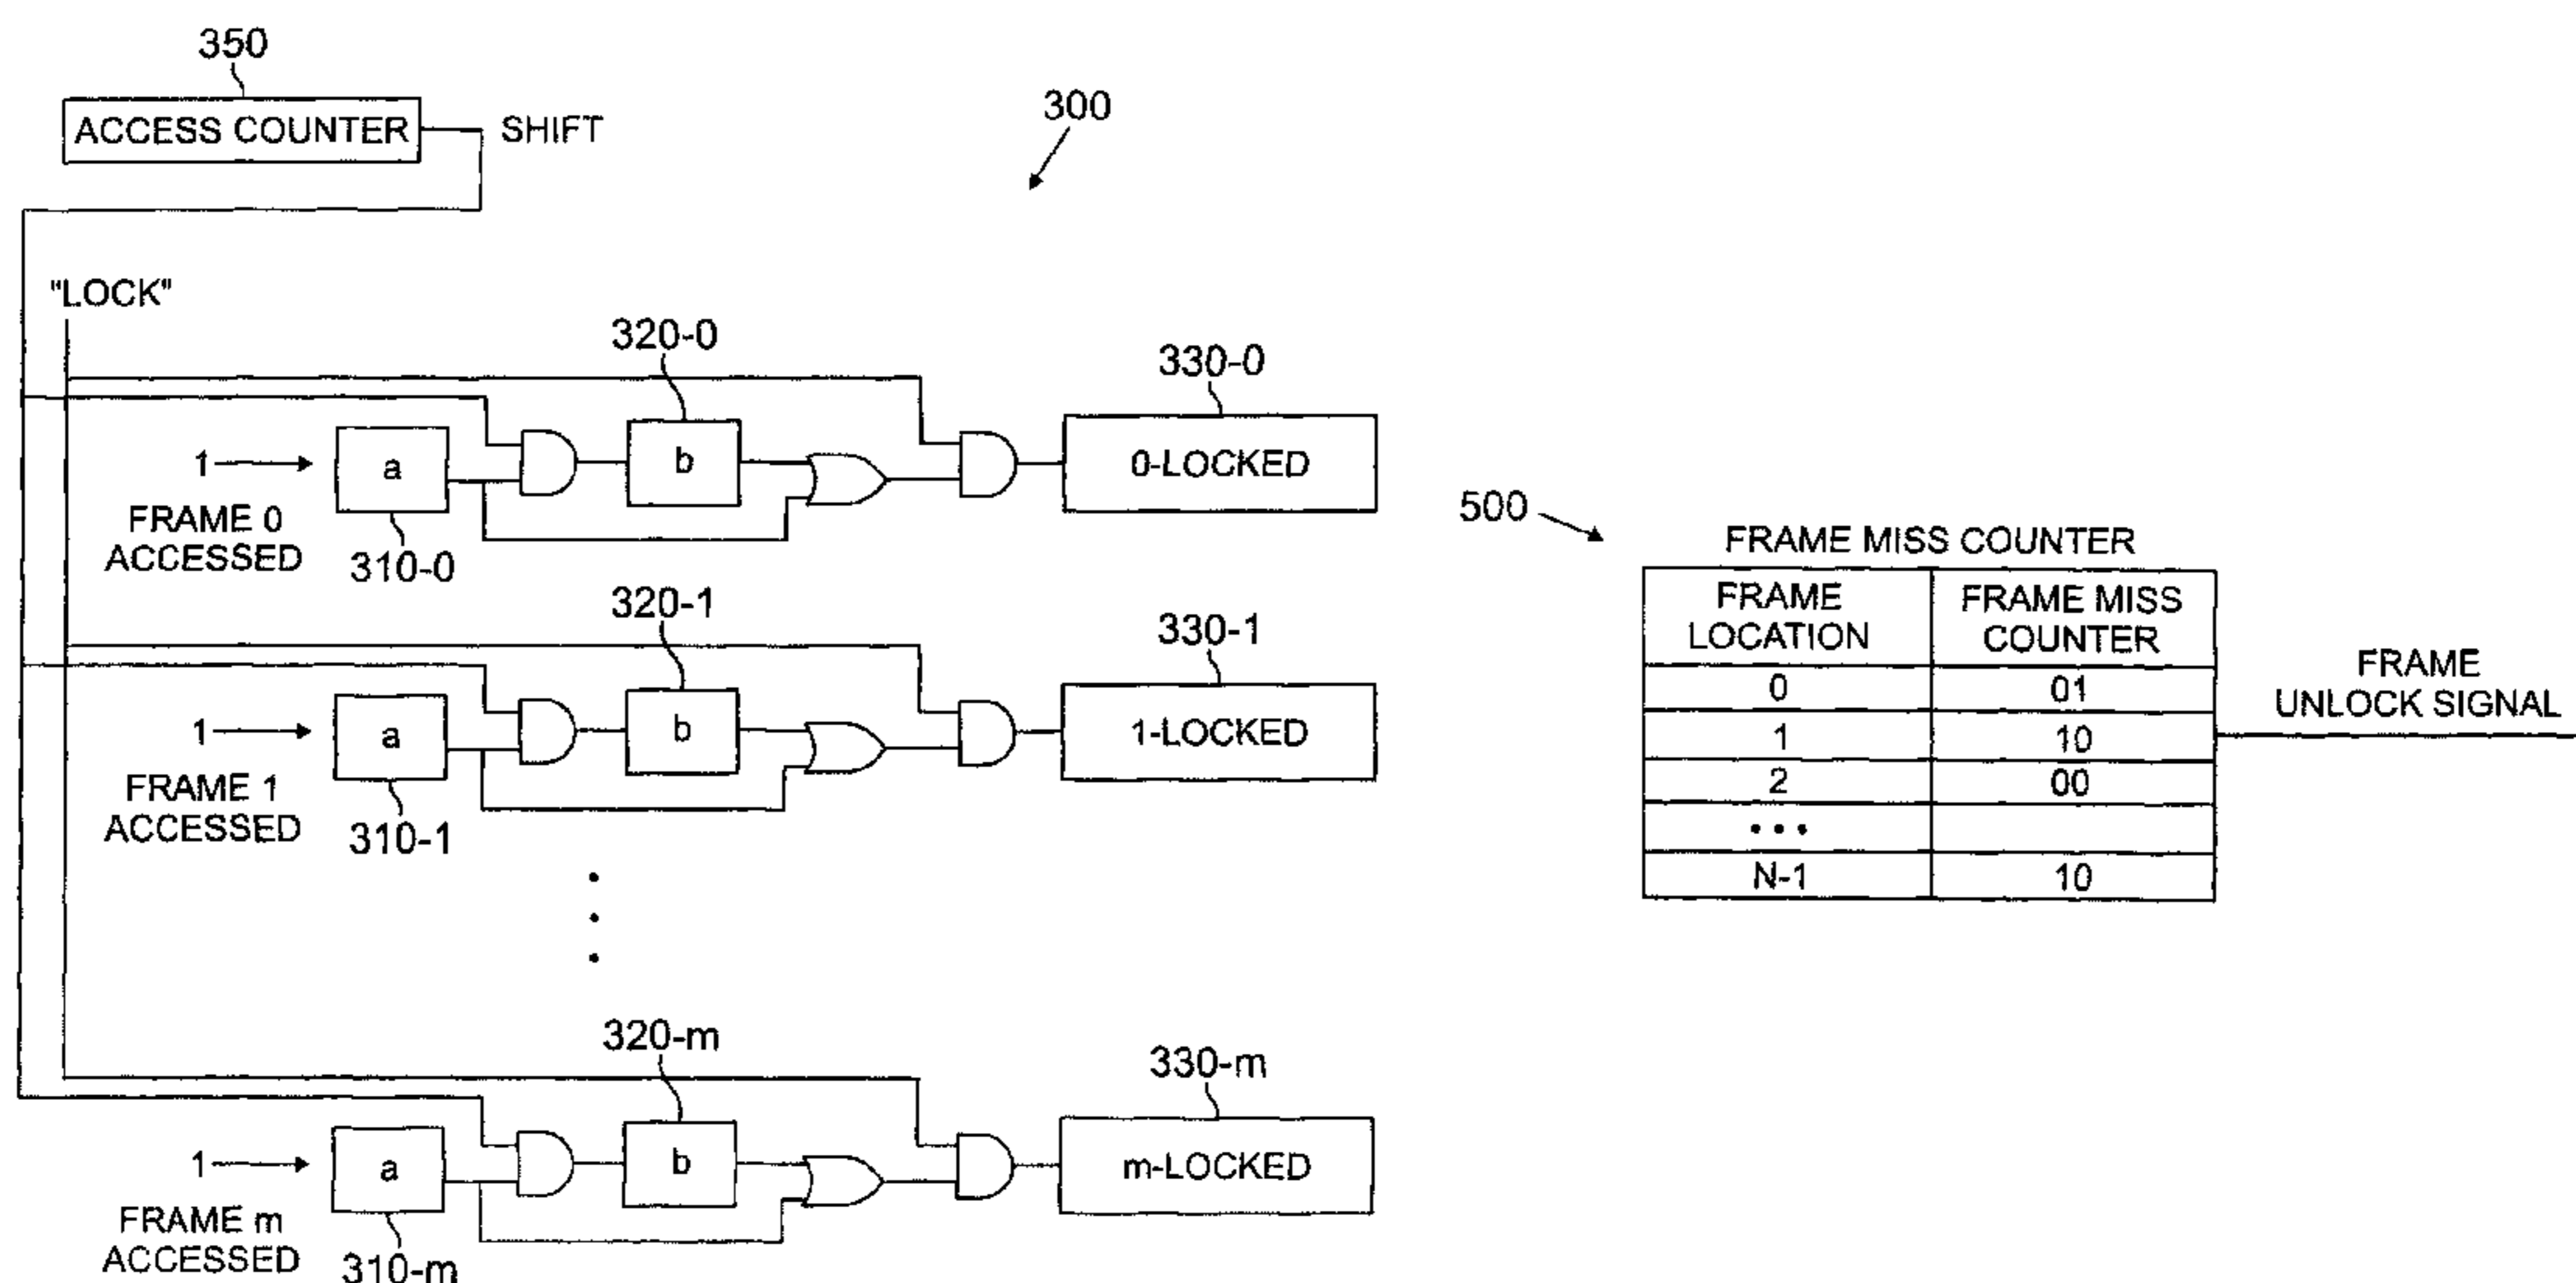 350
ACCESS COUNTER
SHIFT
300
"LOCK"
320-0
330-0
1
a
b
0-LOCKED
FRAME 0
ACCESSED
310-0
320-1
330-1
1
a
b
1-LOCKED
FRAME 1
ACCESSED
310-1
320-m
330-m
1
a
b
m-LOCKED
FRAME m
ACCESSED
310-m
500
FRAME MISS COUNTER
FRAME
LOCATION
FRAME MISS
COUNTER
0 01
1 10
2 00
•••
N-1 10
FRAME
UNLOCK SIGNAL